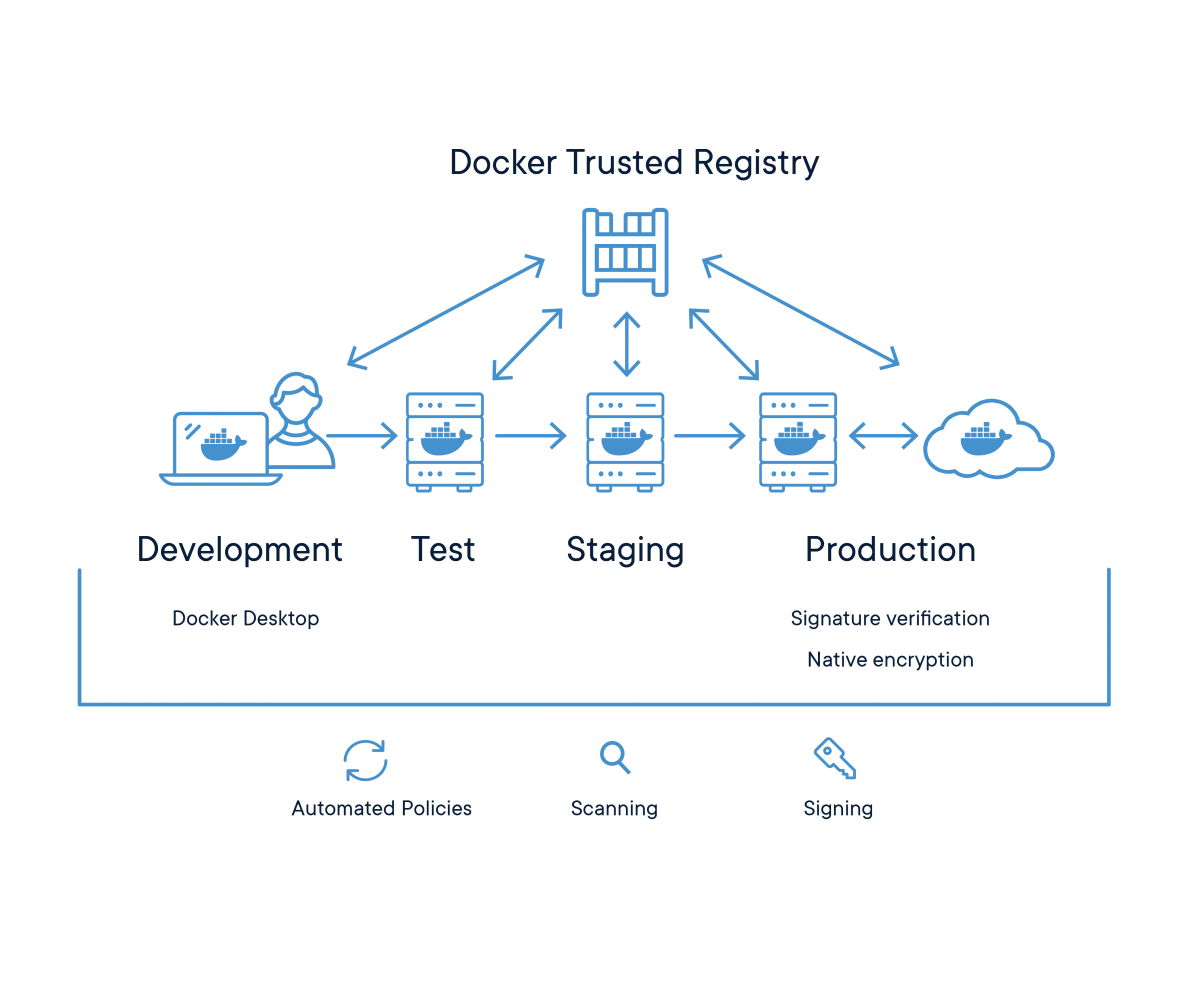 Docker Trusted Registry
Development
Test
Staging
Production
Docker Desktop
Signature verification
Native encryption
Automated Policies
Scanning
Signing